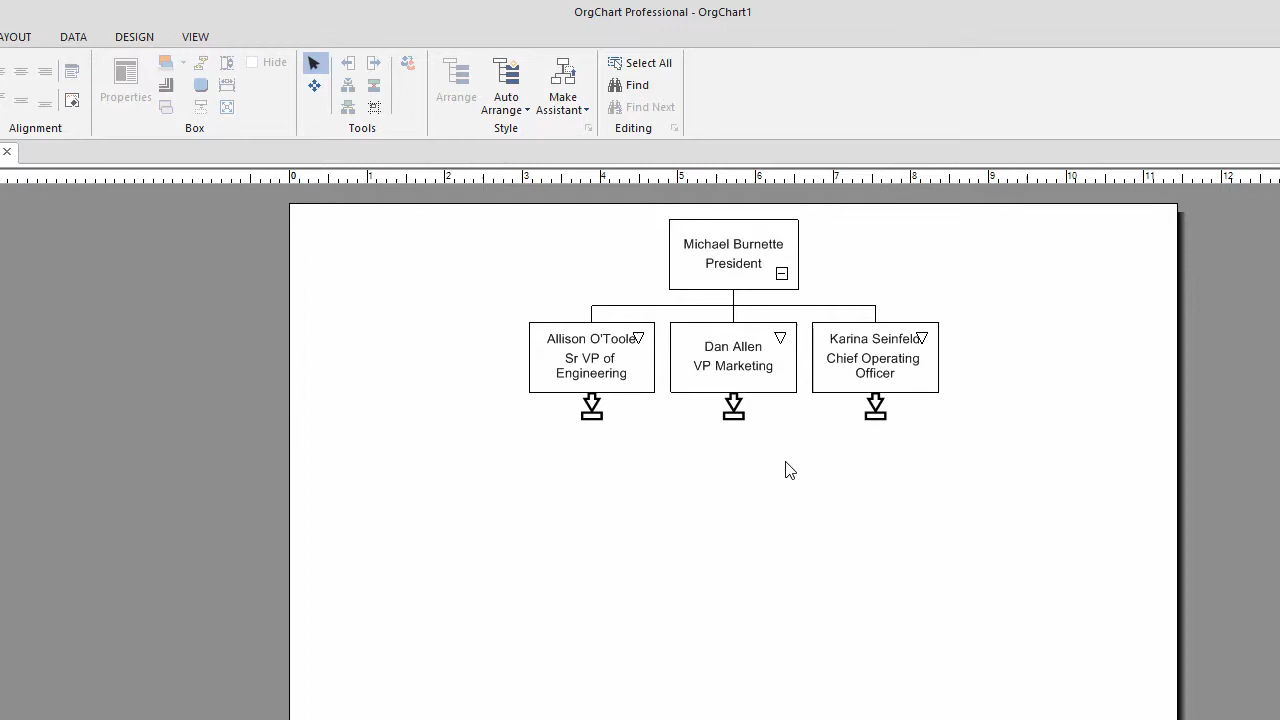 OrgChart Professional - OrgChart1
AYOUT DATA DESIGN VIEW
Properties
Hide
Arrange
Auto
Arrange
Make
Assistant
Select All
Find
Find Next
Alignment Box Tools Style Editing
0 1 2 3 4 5 6 7 8 9 10 11 12
Michael Burnette
President
Allison O'Toole
Sr VP of
Engineering
Dan Allen
VP Marketing
Karina Seinfeld
Chief Operating
Officer